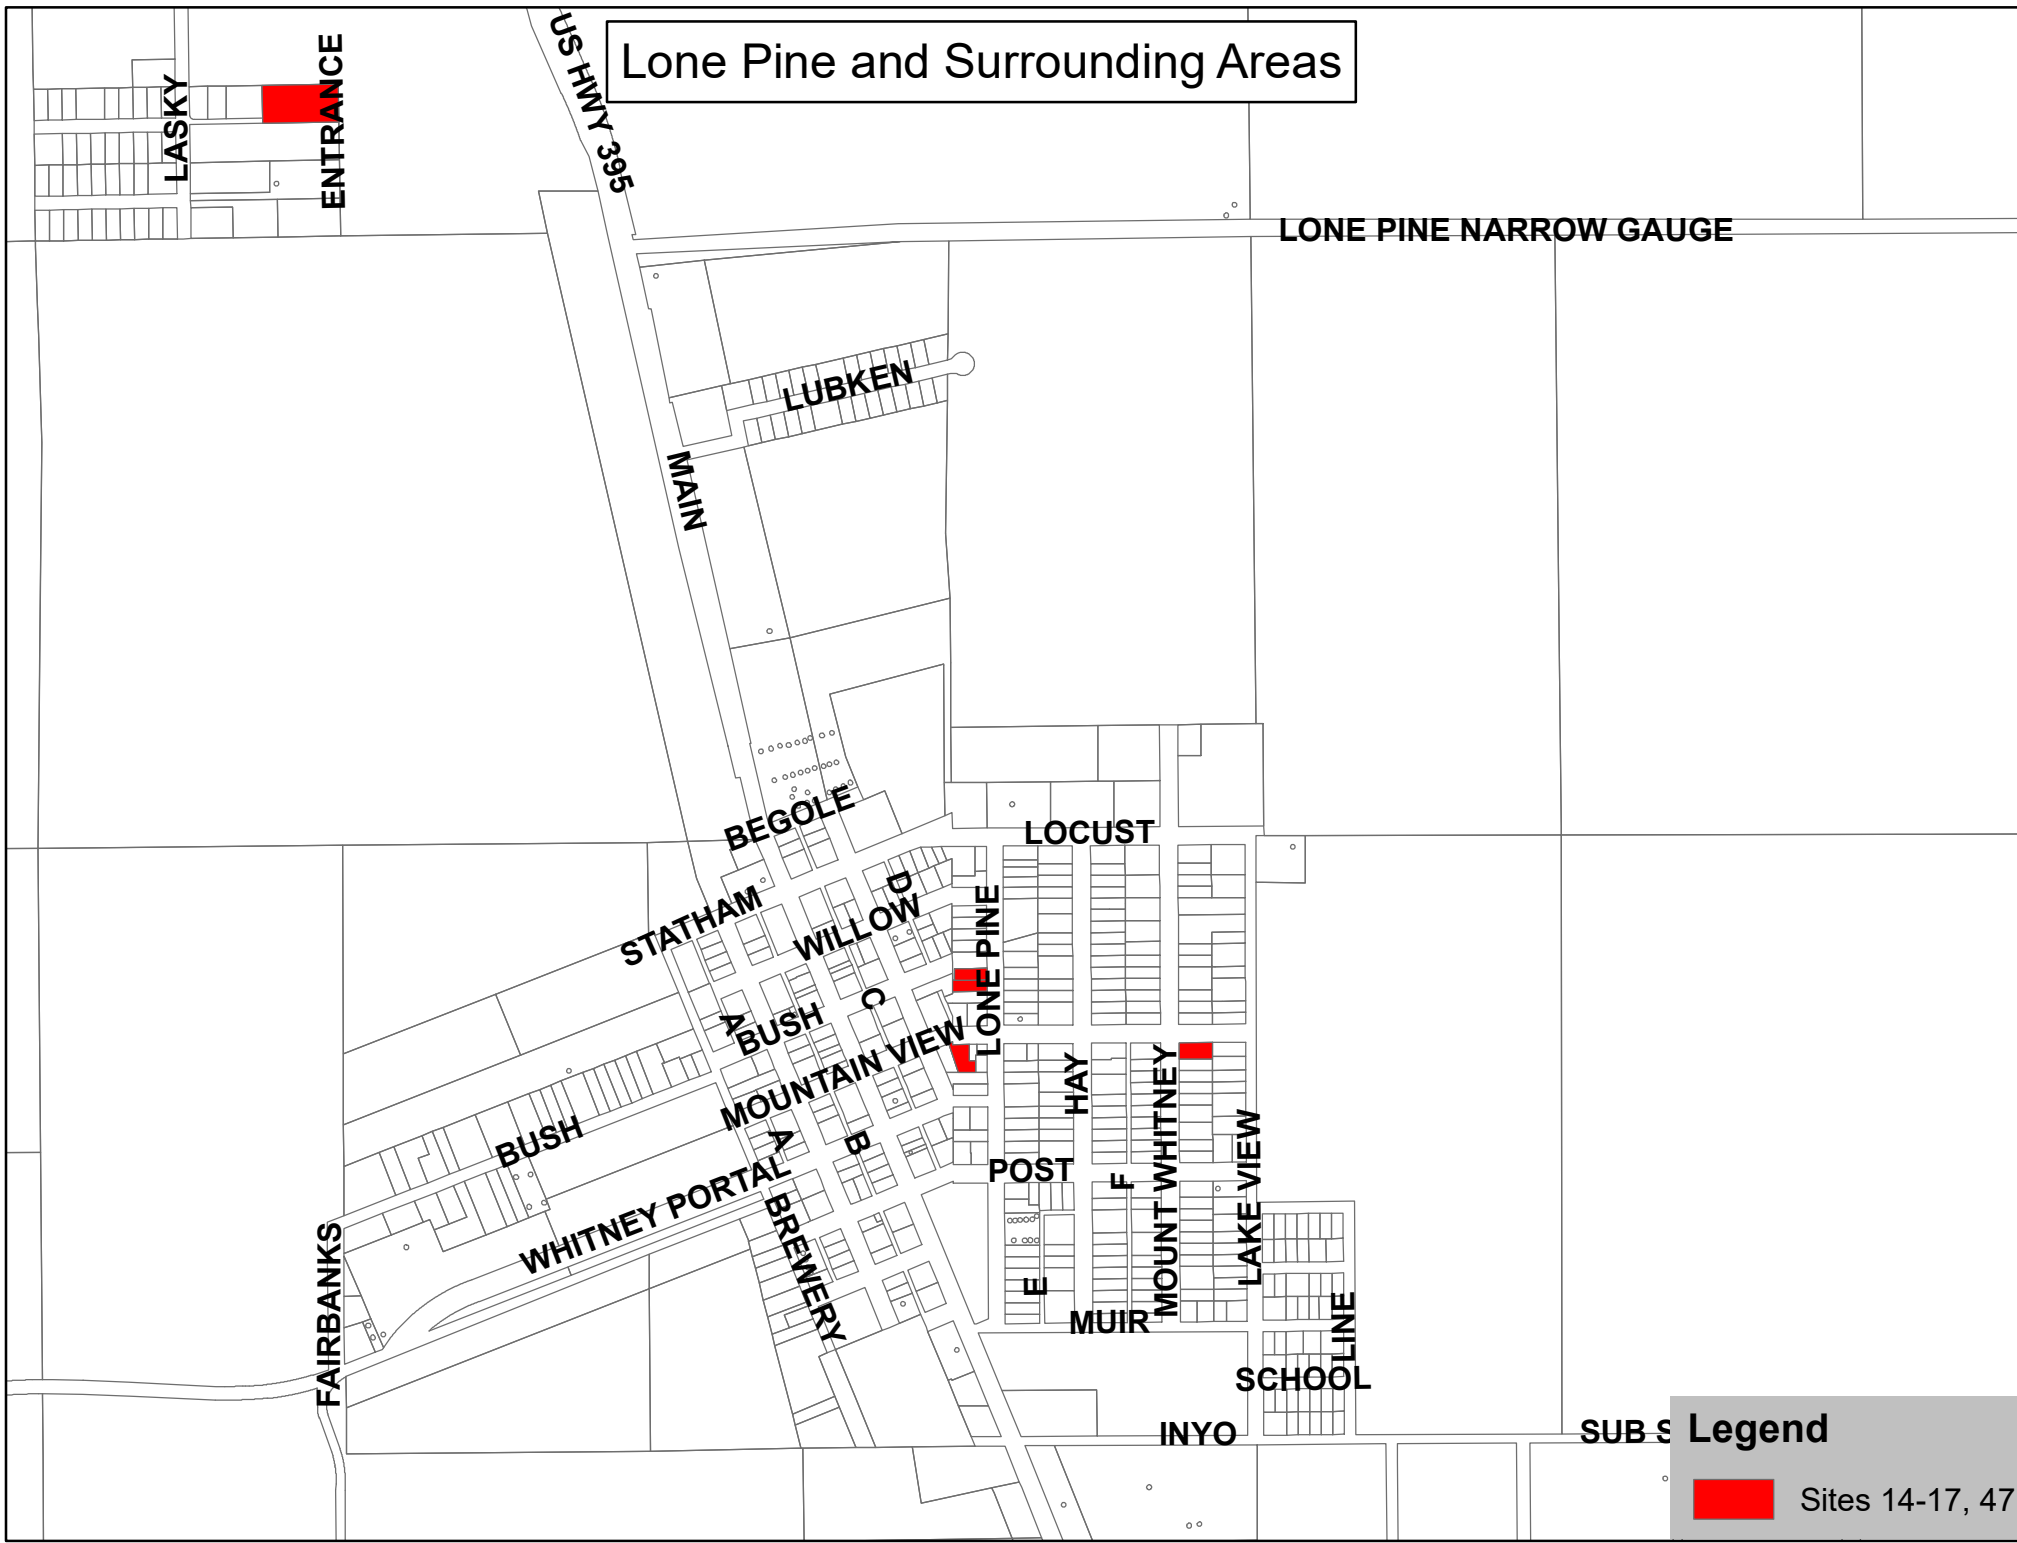 Lone Pine and Surrounding Areas
US HWY 395
ENTRANCE
LASKY
LONE PINE NARROW GAUGE
LUBKEN
MAIN
BEGOLE
LOCUST
STATHAM
D
WILLOW
LONE PINE
C
A
BUSH
MOUNTAIN VIEW
HAY
MOUNT WHITNEY
BUSH
A
B
LAKE VIEW
POST
F
WHITNEY PORTAL
BREWERY
FAIRBANKS
E
MUIR
LINE
SCHOOL
INYO
SUB S
Legend
Sites 14-17, 47